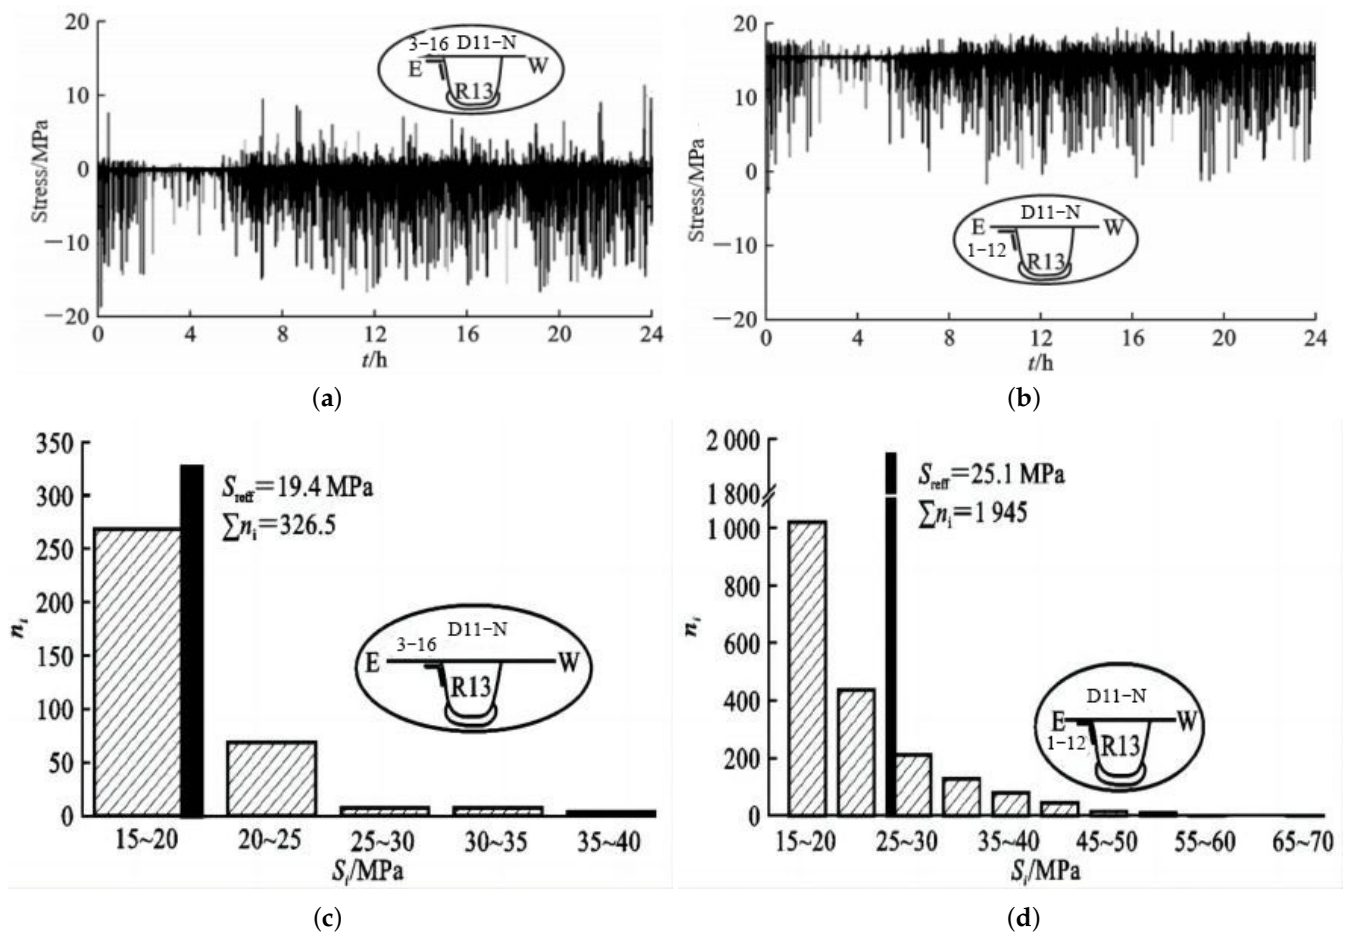 20
10
0
−10
−20
Stress/MPa
3−16 D11−N
E W
R13
0 4 8 12 16 20 24
t/h
(a)
20
10
0
−10
−20
Stress/MPa
D11−N
E W
1−12
R13
0 4 8 12 16 20 24
t/h
(b)
350
300
250
200
150
100
50
0
n_i
S_reff=19.4 MPa
∑n_i=326.5
D11−N
3−16
E W
R13
15~20 20~25 25~30 30~35 35~40
S_i/MPa
(c)
2 000
1 800
1 000
800
600
400
200
0
n_i
S_reff=25.1 MPa
∑n_i=1 945
D11−N
E W
1−12 R13
15~20 25~30 35~40 45~50 55~60 65~70
S_i/MPa
(d)